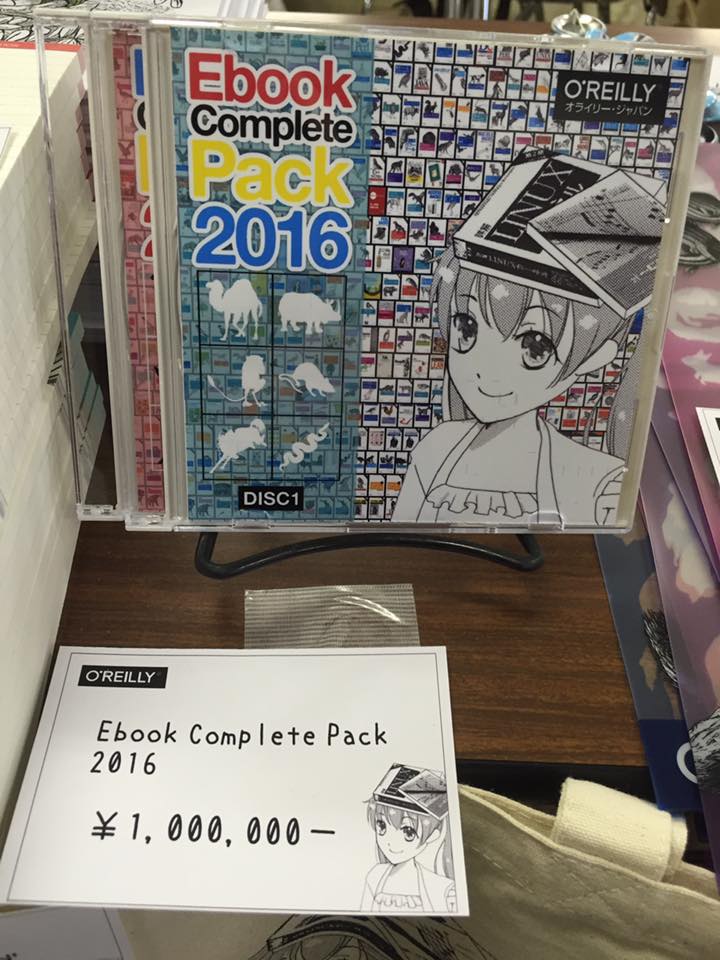 Ebook
Complete
Pack
2016
O'REILLY
オライリー・ジャパン
LINUX
DISC1
O'REILLY
Ebook Complete Pack
2016
¥1,000,000—
LINUX